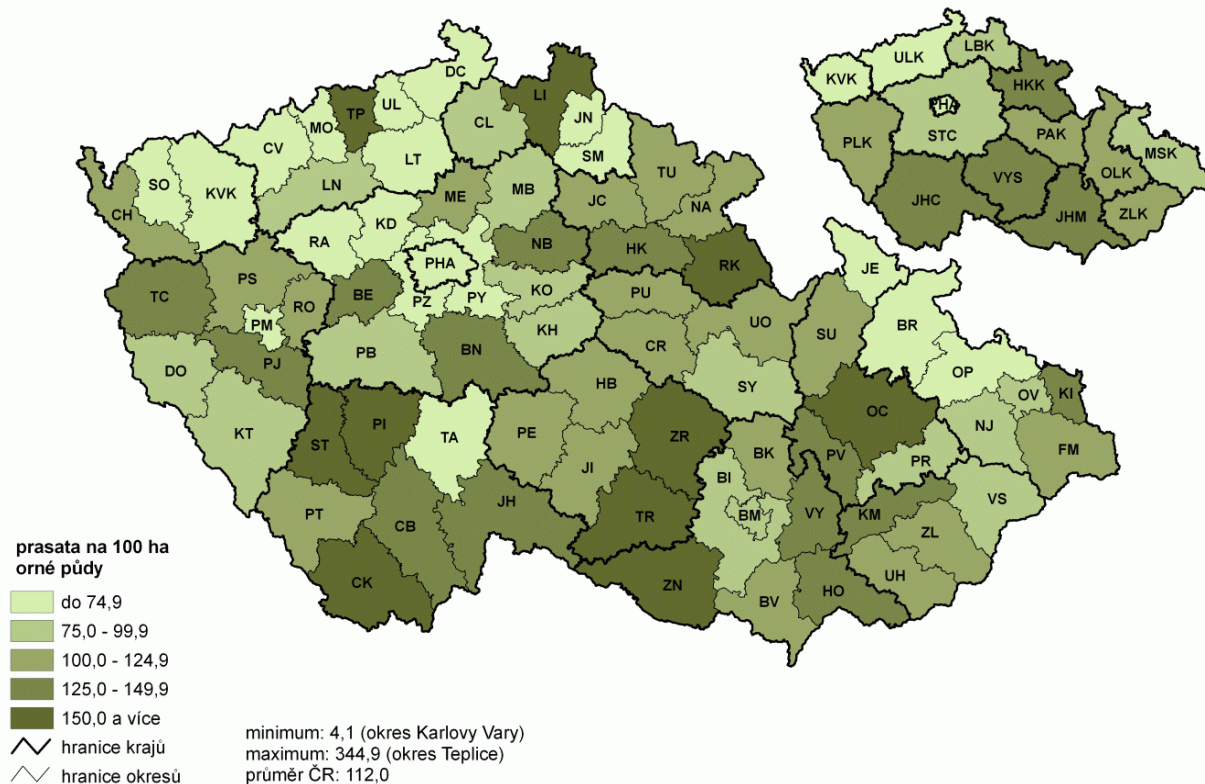 DC
LI
UL
TP
MO
JN
CL
CV
LT
SM
SO
KVK
LN
TU
MB
ME
JC
NA
CH
KD
RA
NB
HK
RK
PHA
JE
TC
PS
BE
KO
PU
RO
PZ
PY
PM
UO
SU
BR
KH
PB
BN
CR
PJ
DO
OP
HB
SY
OV
KI
OC
KT
ST
PI
TA
PE
ZR
NJ
FM
BK
PV
PR
JI
BI
VS
PT
CB
JH
TR
BM
VY
KM
ZL
CK
ZN
UH
HO
BV
ULK
LBK
KVK
HKK
PHA
STC
PAK
PLK
MSK
OLK
VYS
JHC
JHM
ZLK
prasata na 100 ha
orné půdy
do 74,9
75,0 - 99,9
100,0 - 124,9
125,0 - 149,9
150,0 a více
hranice krajů
hranice okresů
minimum: 4,1 (okres Karlovy Vary)
maximum: 344,9 (okres Teplice)
průměr ČR: 112,0